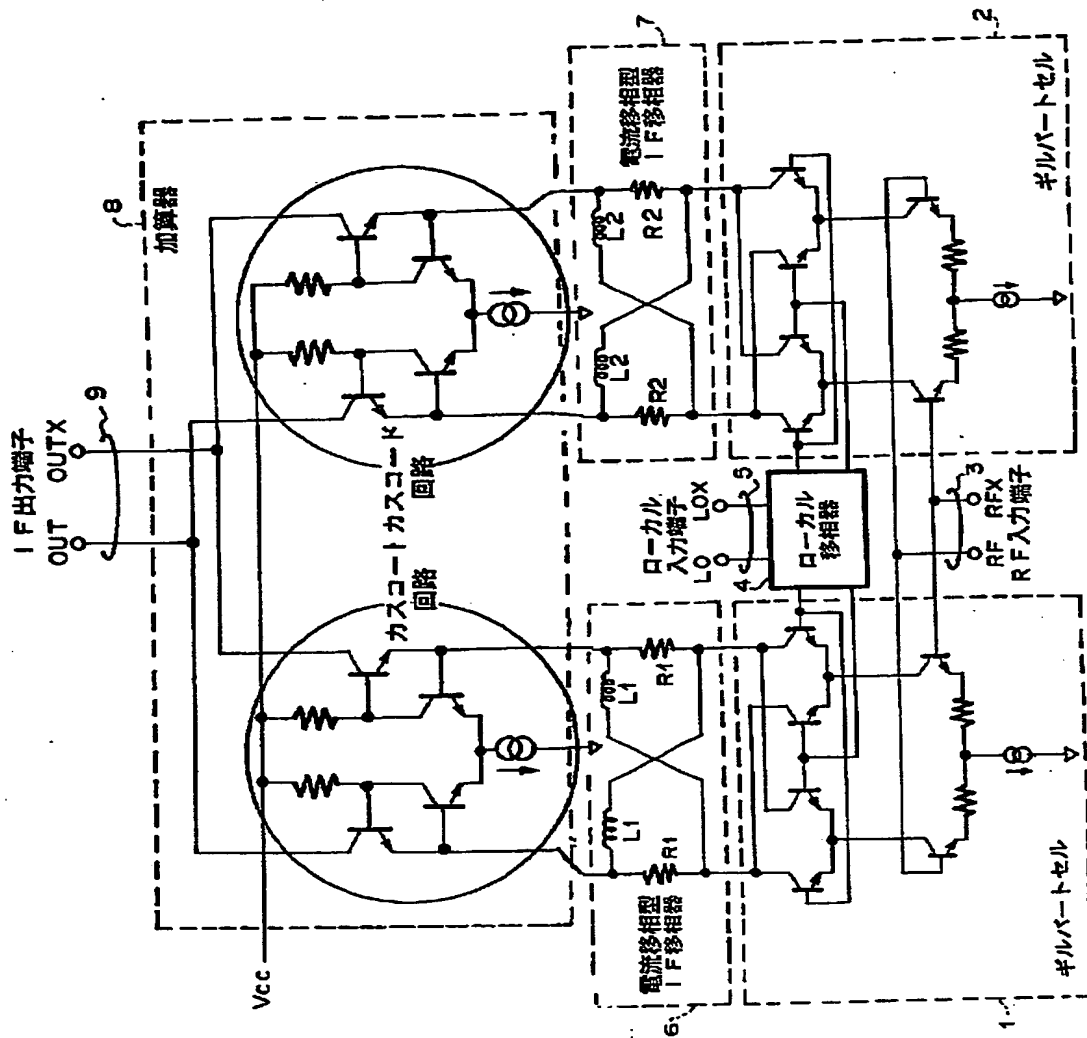 IF出力端子
OUT OUTX
9
8
加算器
Vcc
カスコードカスコード
回路 回路
7
電流移相型
IF移相器
L2
L2
R2
R2
L1
L1
R1
R1
電流移相型
IF移相器
6
ローカル
入力端子
5
LO LOX
4
ローカル
移相器
RF RFX
3
RF入力端子
2
ギルバートセル
1
ギルバートセル